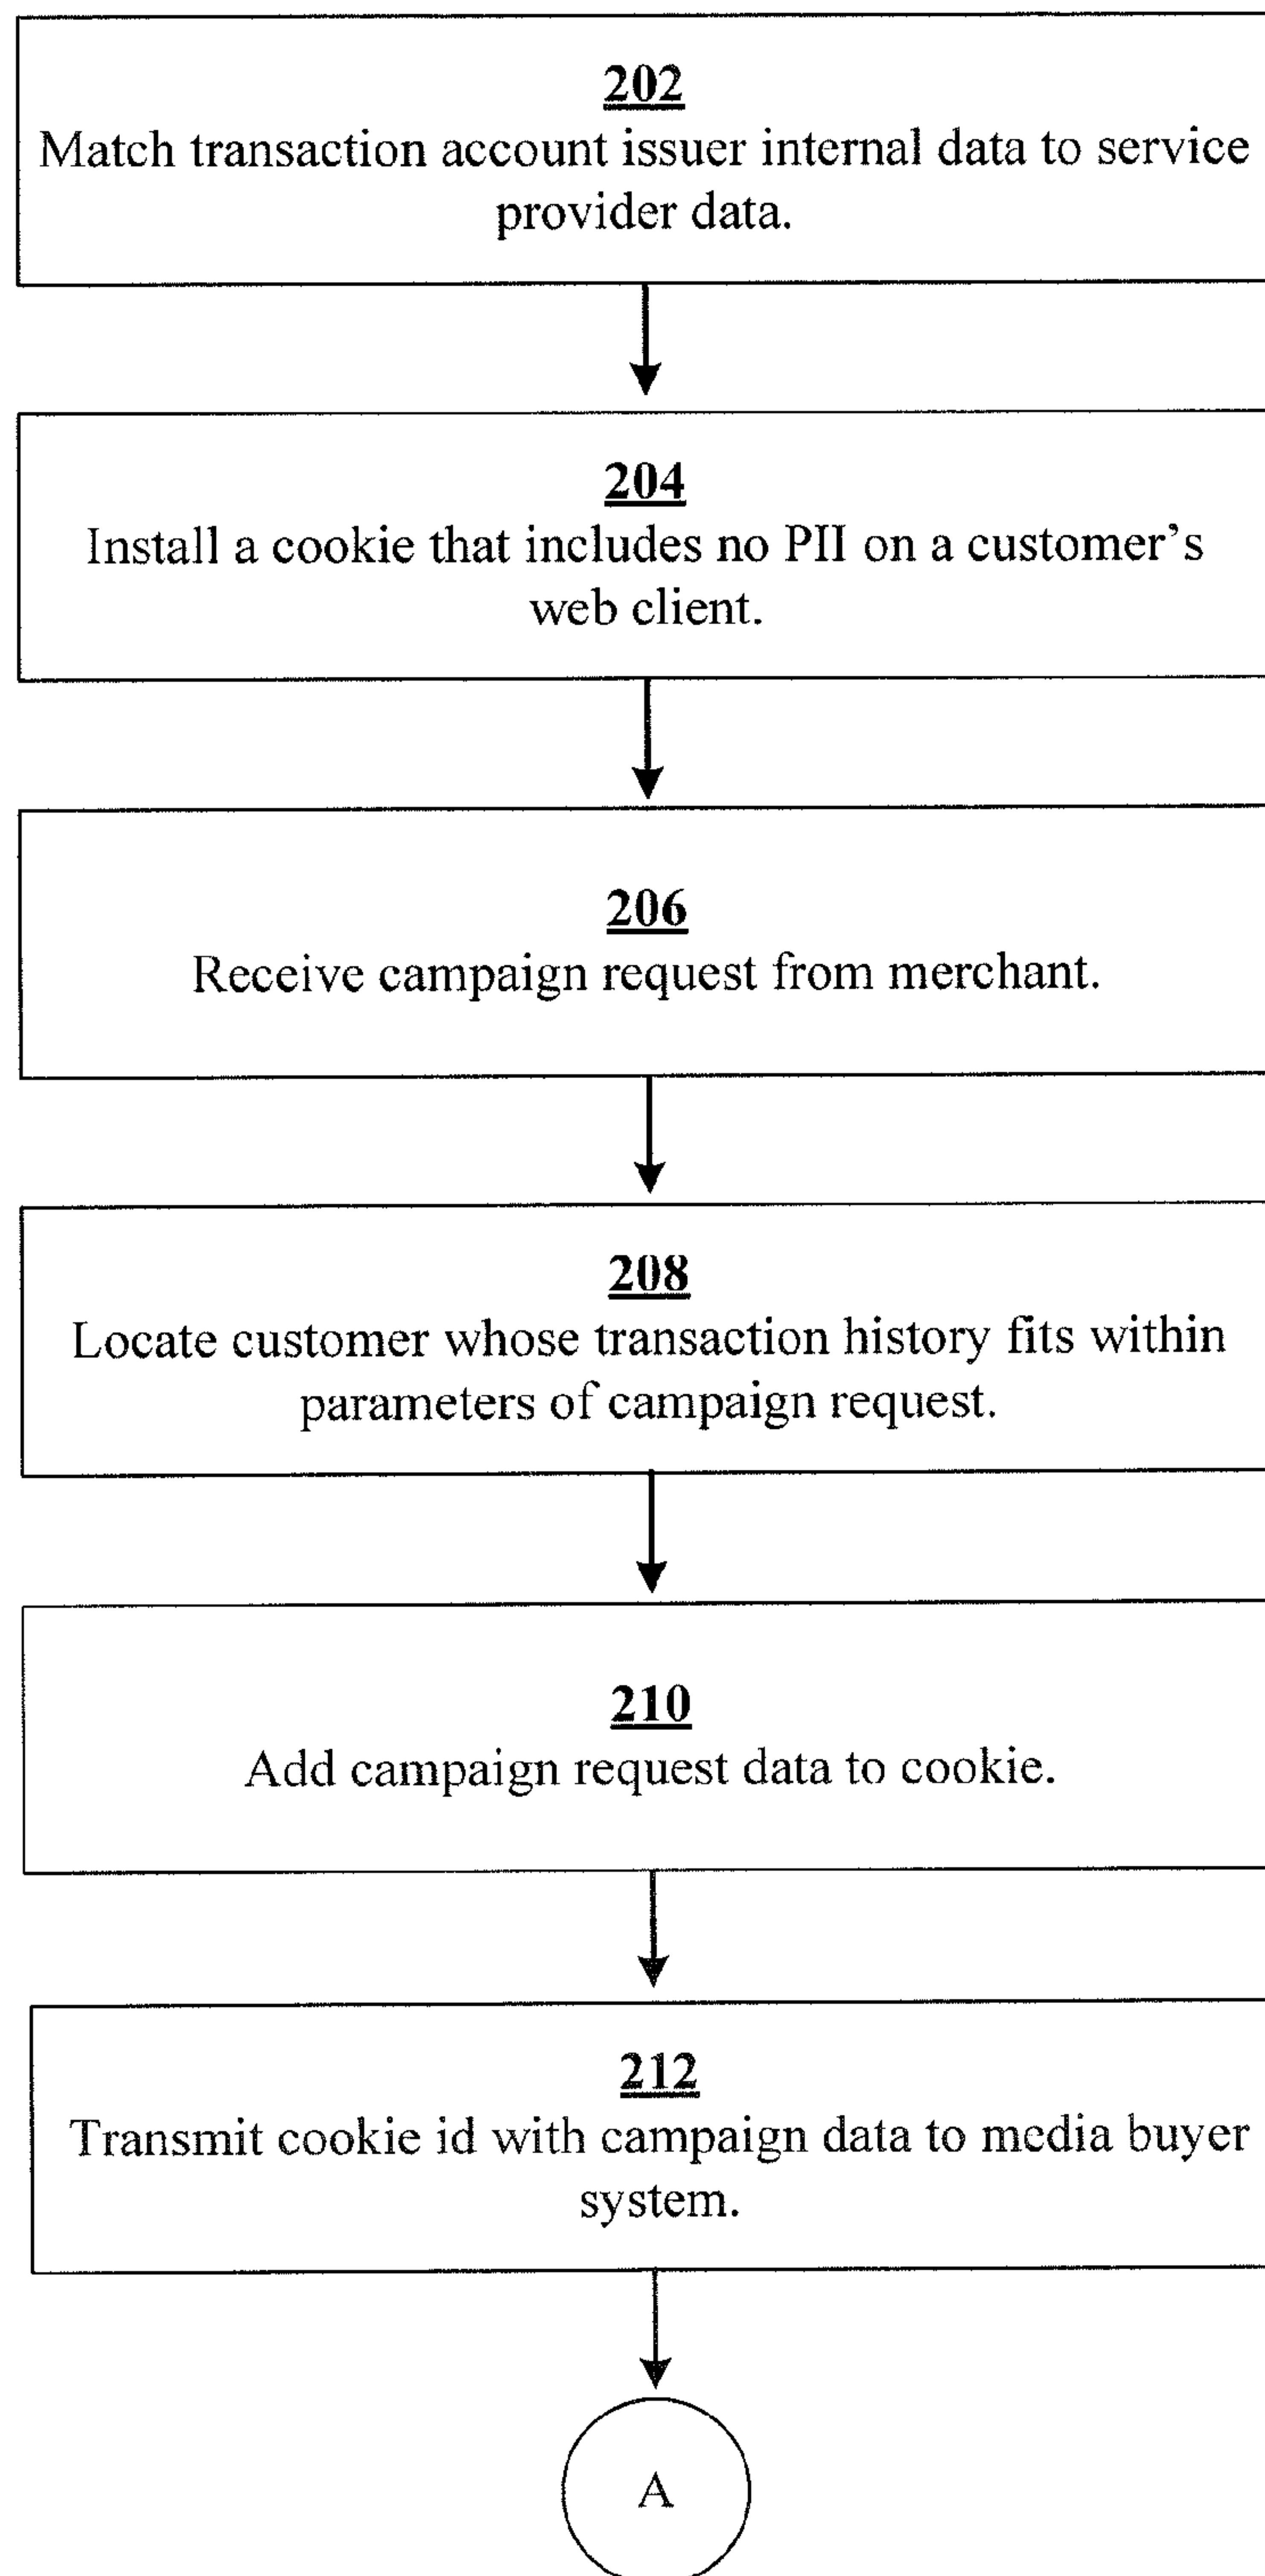 202
Match transaction account issuer internal data to service
provider data.
204
Install a cookie that includes no PII on a customer's
web client.
206
Receive campaign request from merchant.
208
Locate customer whose transaction history fits within
parameters of campaign request.
210
Add campaign request data to cookie.
212
Transmit cookie id with campaign data to media buyer
system.
A